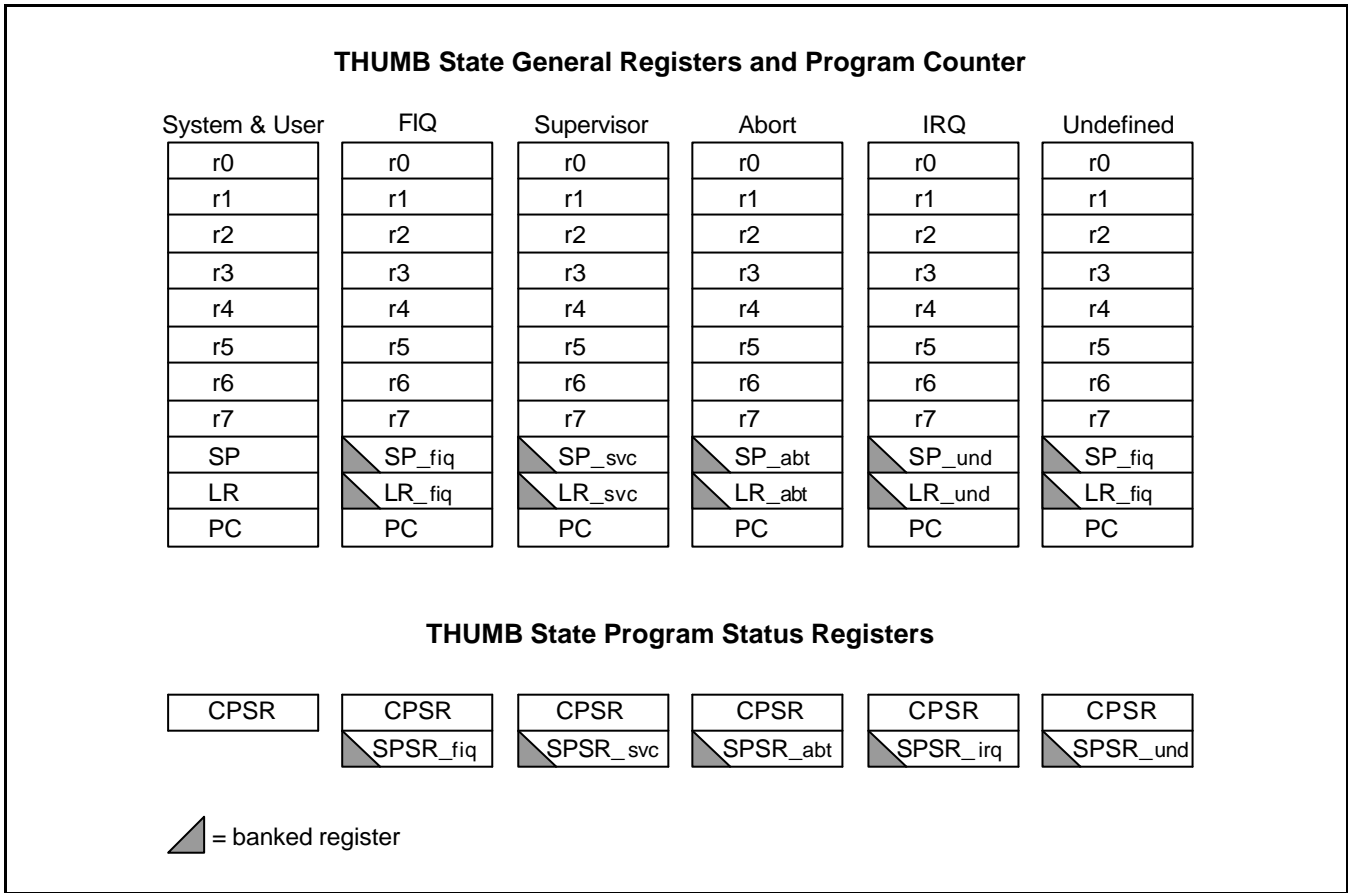 THUMB State General Registers and Program Counter
System & User FIQ Supervisor Abort IRQ Undefined
r0 r0 r0 r0 r0 r0
r1 r1 r1 r1 r1 r1
r2 r2 r2 r2 r2 r2
r3 r3 r3 r3 r3 r3
r4 r4 r4 r4 r4 r4
r5 r5 r5 r5 r5 r5
r6 r6 r6 r6 r6 r6
r7 r7 r7 r7 r7 r7
SP SP_fiq SP_svc SP_abt SP_und SP_fiq
LR LR_fiq LR_svc LR_abt LR_und LR_fiq
PC PC PC PC PC PC
THUMB State Program Status Registers
CPSR CPSR CPSR CPSR CPSR CPSR
SPSR_fiq SPSR_svc SPSR_abt SPSR_irq SPSR_und
= banked register